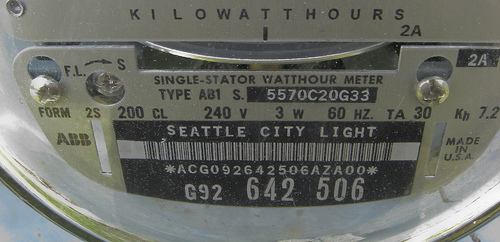 KILOWATTHOURS
2A
2A
F.L. S
SINGLE-STATOR WATTHOUR METER
TYPE AB1 S. 5570C20G33
FORM 2S 200 CL 240 V 3 W 60 HZ. TA 30 Kh 7.2
ABB
SEATTLE CITY LIGHT
MADE
IN
U.S.A.
*ACG092642506AZA00*
G92 642 506